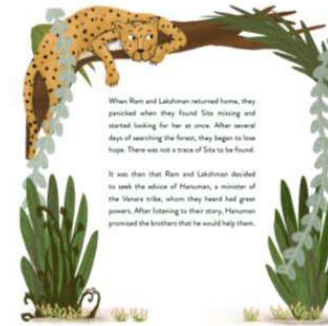 When Ram and Lakshman returned home, they
panicked when they found Sita missing and
started looking for her at once. After several
days of searching the forest, they began to lose
hope. There was not a trace of Sita to be found.
It was then that Ram and Lakshman decided
to seek the advice of Hanuman, a minister of
the Vanara tribe, whom they heard had great
powers. After listening to their story, Hanuman
promised the brothers that he would help them.